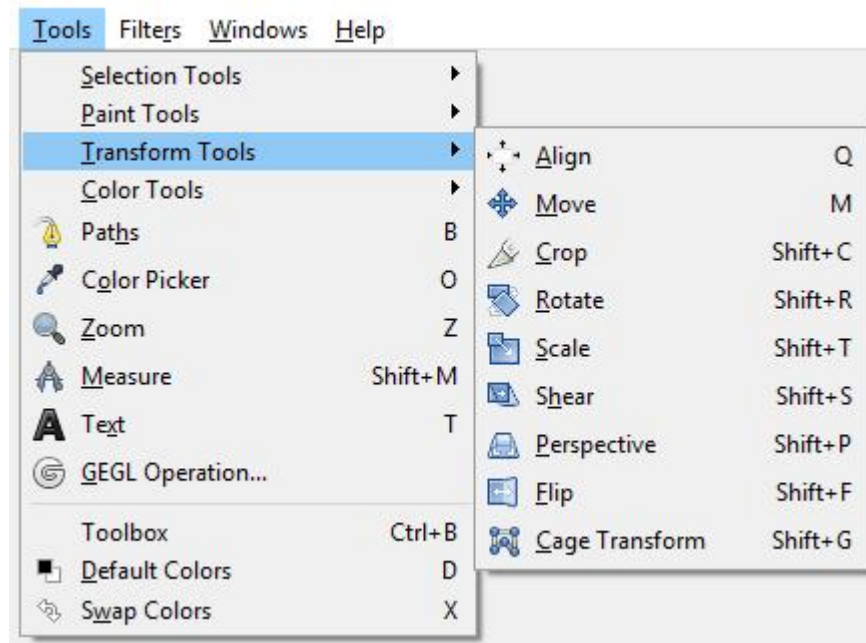 Tools Filters Windows Help
Selection Tools
Paint Tools
Transform Tools
Color Tools
Paths B
Color Picker O
Zoom Z
Measure Shift+M
Text T
GEGL Operation...
Toolbox Ctrl+B
Default Colors D
Swap Colors X
Align Q
Move M
Crop Shift+C
Rotate Shift+R
Scale Shift+T
Shear Shift+S
Perspective Shift+P
Flip Shift+F
Cage Transform Shift+G